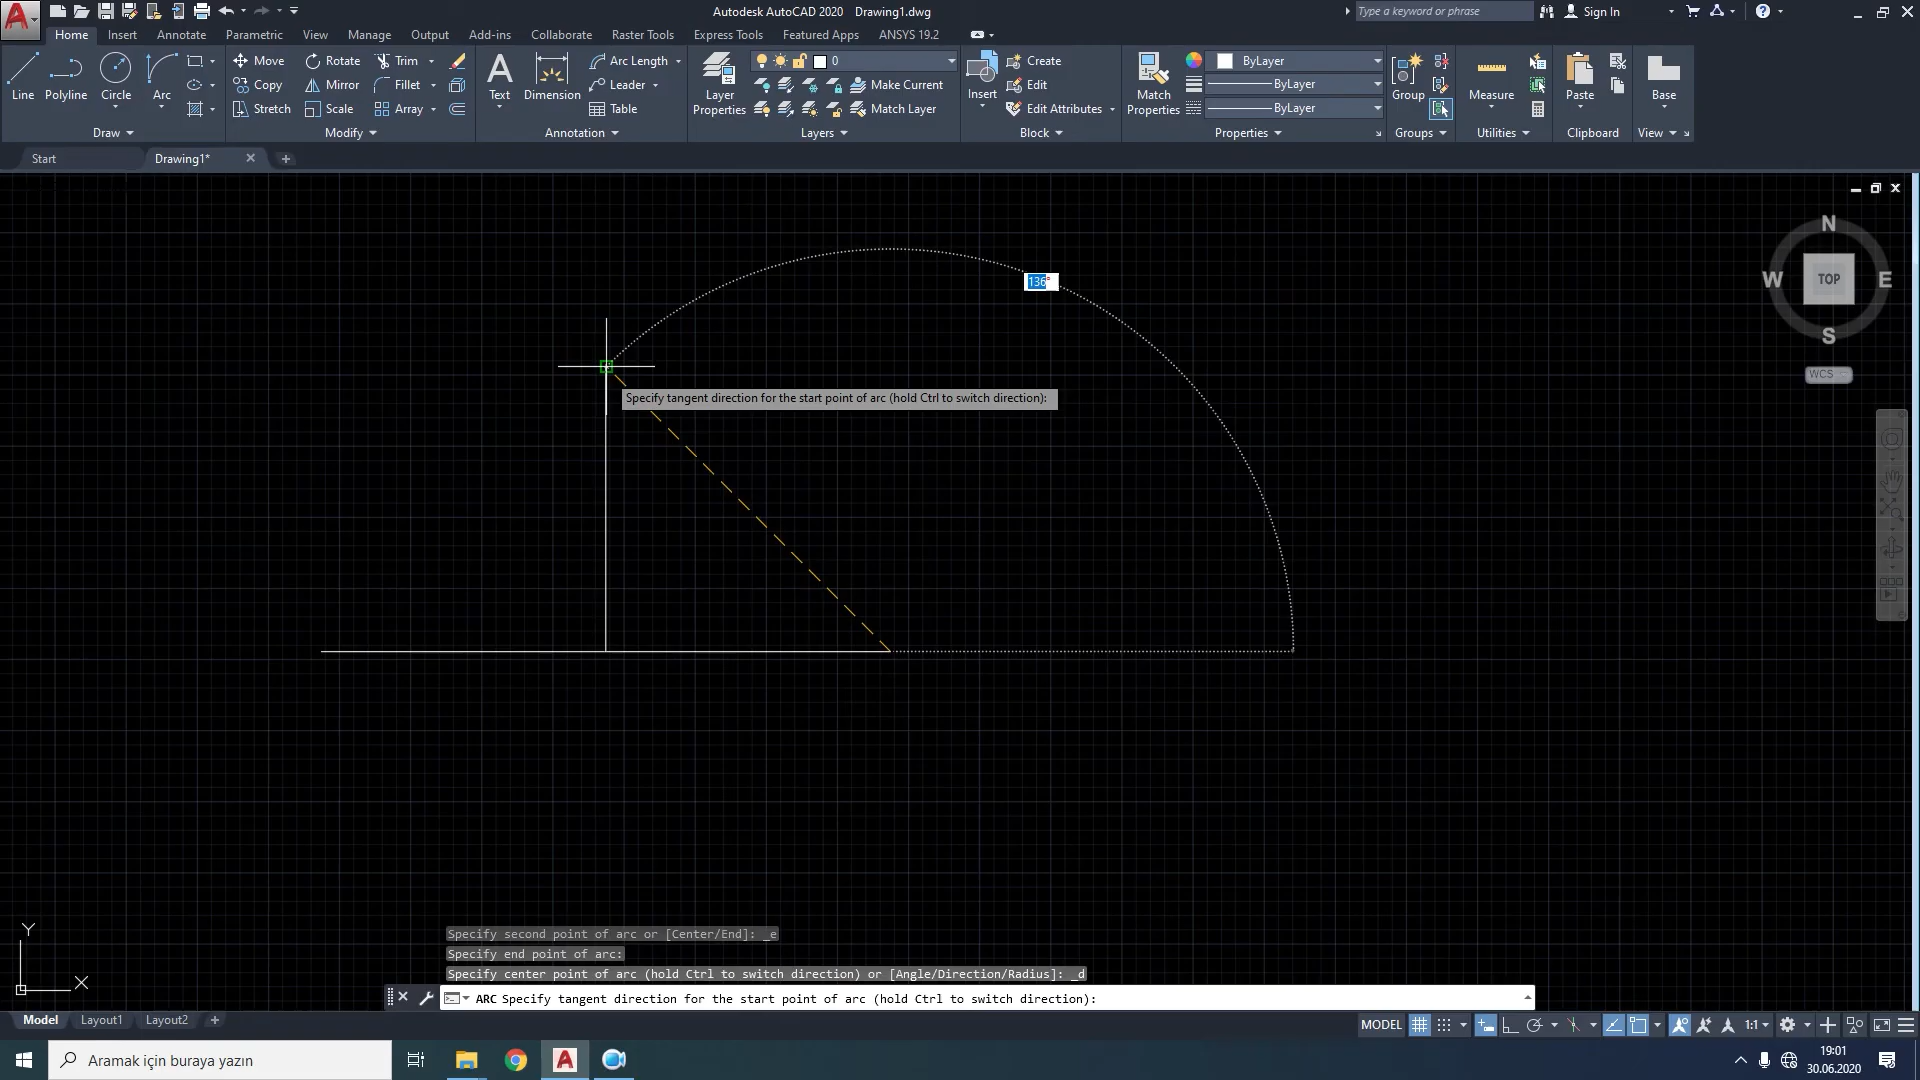 Autodesk AutoCAD 2020 Drawing1.dwg
Type a keyword or phrase
Sign In
Home Insert Annotate Parametric View Manage Output Add-ins Collaborate Raster Tools Express Tools Featured Apps ANSYS 19.2
Line Polyline Circle Arc
Draw
Move Rotate Trim
Copy Mirror Fillet
Stretch Scale Array
Modify
Text Dimension
Arc Length
Leader
Table
Annotation
Layer Properties
0
Make Current
Match Layer
Layers
Insert
Create
Edit
Edit Attributes
Block
Match Properties
ByLayer
ByLayer
ByLayer
Properties
Group
Groups
Measure
Utilities
Paste
Clipboard
Base
View
Start Drawing1*
N
W TOP E
S
WCS
136°
Specify tangent direction for the start point of arc (hold Ctrl to switch direction):
Y
X
Specify second point of arc or [Center/End]: _e
Specify end point of arc:
Specify center point of arc (hold Ctrl to switch direction) or [Angle/Direction/Radius]: _d
ARC Specify tangent direction for the start point of arc (hold Ctrl to switch direction):
Model Layout1 Layout2
MODEL 1:1
Aramak için buraya yazın
19:01
30.06.2020